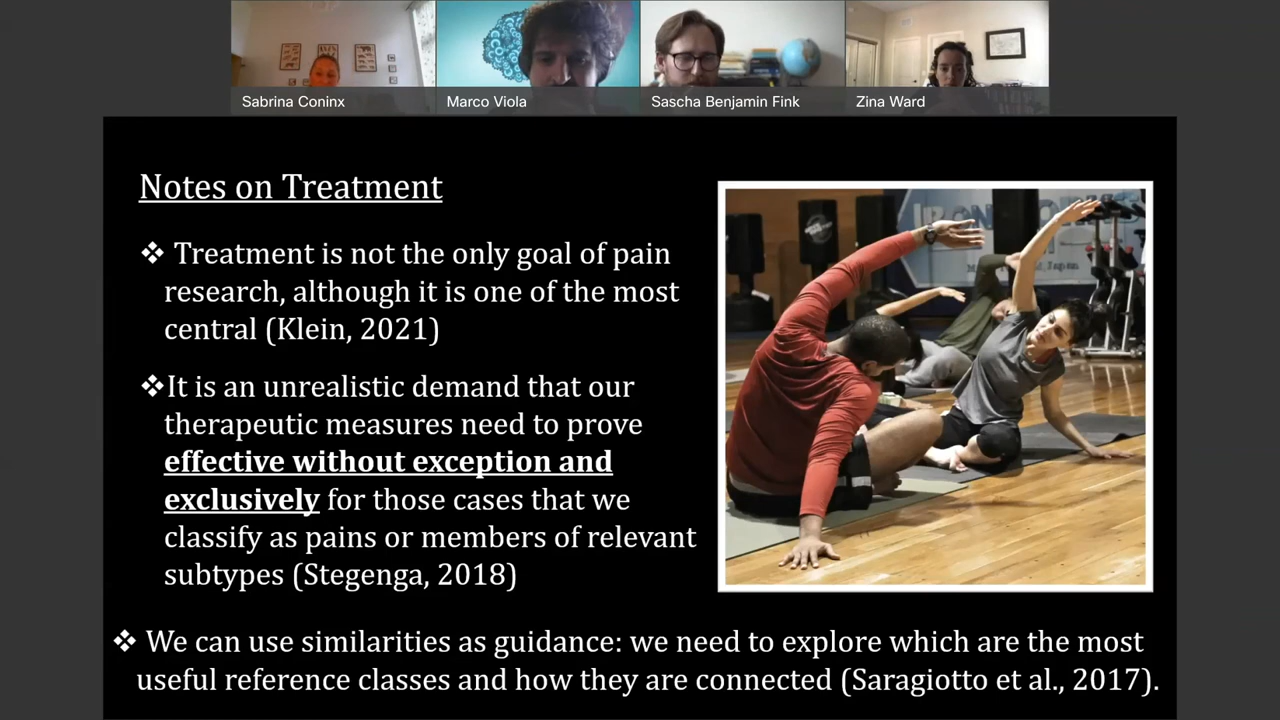 Sabrina Coninx
Marco Viola
Sascha Benjamin Fink
Zina Ward
Notes on Treatment
❖ Treatment is not the only goal of pain
research, although it is one of the most
central (Klein, 2021)
❖It is an unrealistic demand that our
therapeutic measures need to prove
effective without exception and
exclusively for those cases that we
classify as pains or members of relevant
subtypes (Stegenga, 2018)
❖ We can use similarities as guidance: we need to explore which are the most
useful reference classes and how they are connected (Saragiotto et al., 2017).